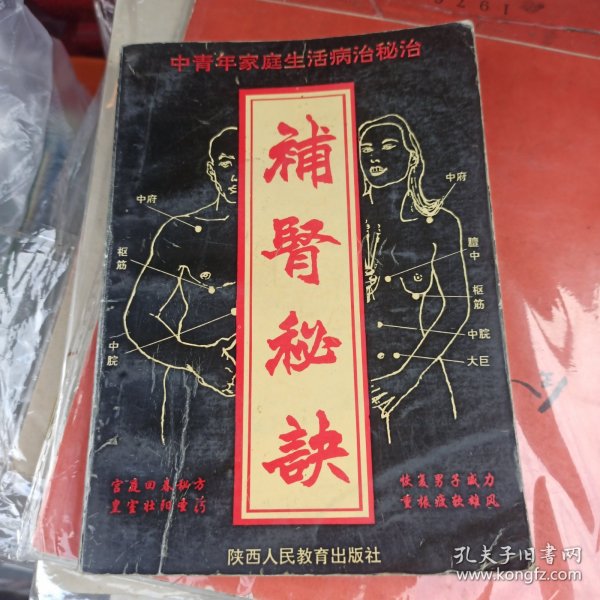 1976
中青年家庭生活病治秘治
補腎秘訣
中府
枢筋
中脘
中府
膻中
枢筋
中脘
大巨
宫庭回春秘方
皇室壮阳圣药
恢复男子威力
重振疲软雄风
陕西人民教育出版社
孔夫子旧书网
www.kongfz.com